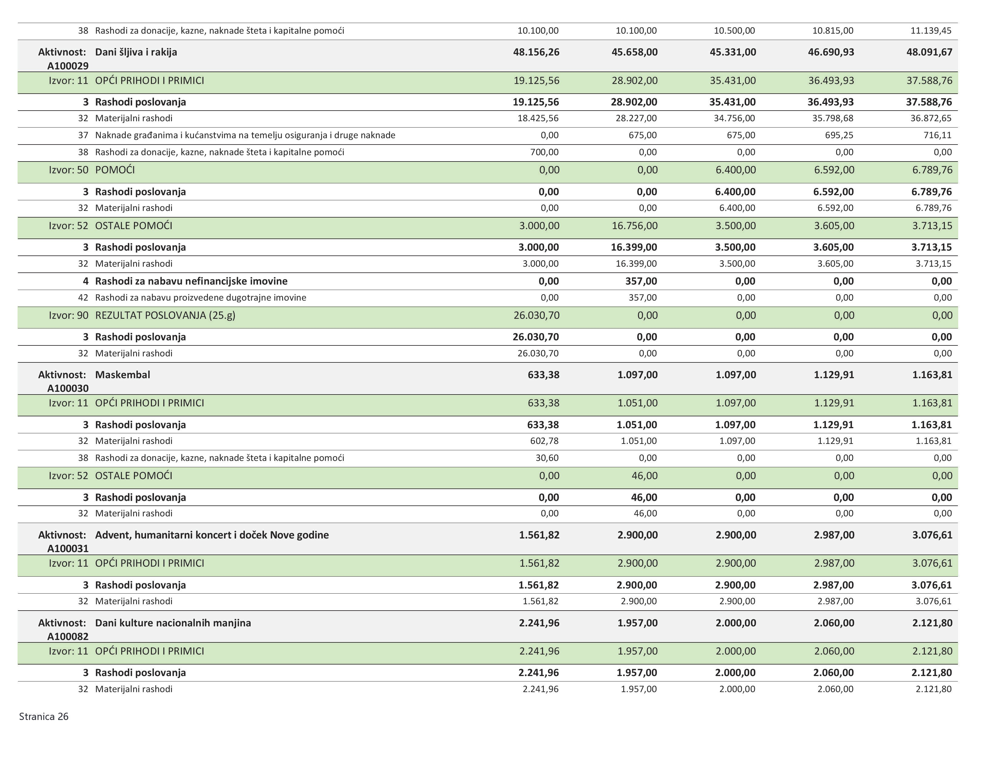 38 Rashodi za donacije, kazne, naknade šteta i kapitalne pomoći 10.100,00 10.100,00 10.500,00 10.815,00 11.139,45
Aktivnost: Dani šljiva i rakija 48.156,26 45.658,00 45.331,00 46.690,93 48.091,67
A100029
Izvor: 11 OPĆI PRIHODI I PRIMICI 19.125,56 28.902,00 35.431,00 36.493,93 37.588,76
3 Rashodi poslovanja 19.125,56 28.902,00 35.431,00 36.493,93 37.588,76
32 Materijalni rashodi 18.425,56 28.227,00 34.756,00 35.798,68 36.872,65
37 Naknade građanima i kućanstvima na temelju osiguranja i druge naknade 0,00 675,00 675,00 695,25 716,11
38 Rashodi za donacije, kazne, naknade šteta i kapitalne pomoći 700,00 0,00 0,00 0,00 0,00
Izvor: 50 POMOĆI 0,00 0,00 6.400,00 6.592,00 6.789,76
3 Rashodi poslovanja 0,00 0,00 6.400,00 6.592,00 6.789,76
32 Materijalni rashodi 0,00 0,00 6.400,00 6.592,00 6.789,76
Izvor: 52 OSTALE POMOĆI 3.000,00 16.756,00 3.500,00 3.605,00 3.713,15
3 Rashodi poslovanja 3.000,00 16.399,00 3.500,00 3.605,00 3.713,15
32 Materijalni rashodi 3.000,00 16.399,00 3.500,00 3.605,00 3.713,15
4 Rashodi za nabavu nefinancijske imovine 0,00 357,00 0,00 0,00 0,00
42 Rashodi za nabavu proizvedene dugotrajne imovine 0,00 357,00 0,00 0,00 0,00
Izvor: 90 REZULTAT POSLOVANJA (25.g) 26.030,70 0,00 0,00 0,00 0,00
3 Rashodi poslovanja 26.030,70 0,00 0,00 0,00 0,00
32 Materijalni rashodi 26.030,70 0,00 0,00 0,00 0,00
Aktivnost: Maskembal 633,38 1.097,00 1.097,00 1.129,91 1.163,81
A100030
Izvor: 11 OPĆI PRIHODI I PRIMICI 633,38 1.051,00 1.097,00 1.129,91 1.163,81
3 Rashodi poslovanja 633,38 1.051,00 1.097,00 1.129,91 1.163,81
32 Materijalni rashodi 602,78 1.051,00 1.097,00 1.129,91 1.163,81
38 Rashodi za donacije, kazne, naknade šteta i kapitalne pomoći 30,60 0,00 0,00 0,00 0,00
Izvor: 52 OSTALE POMOĆI 0,00 46,00 0,00 0,00 0,00
3 Rashodi poslovanja 0,00 46,00 0,00 0,00 0,00
32 Materijalni rashodi 0,00 46,00 0,00 0,00 0,00
Aktivnost: Advent, humanitarni koncert i doček Nove godine 1.561,82 2.900,00 2.900,00 2.987,00 3.076,61
A100031
Izvor: 11 OPĆI PRIHODI I PRIMICI 1.561,82 2.900,00 2.900,00 2.987,00 3.076,61
3 Rashodi poslovanja 1.561,82 2.900,00 2.900,00 2.987,00 3.076,61
32 Materijalni rashodi 1.561,82 2.900,00 2.900,00 2.987,00 3.076,61
Aktivnost: Dani kulture nacionalnih manjina 2.241,96 1.957,00 2.000,00 2.060,00 2.121,80
A100082
Izvor: 11 OPĆI PRIHODI I PRIMICI 2.241,96 1.957,00 2.000,00 2.060,00 2.121,80
3 Rashodi poslovanja 2.241,96 1.957,00 2.000,00 2.060,00 2.121,80
32 Materijalni rashodi 2.241,96 1.957,00 2.000,00 2.060,00 2.121,80
Stranica 26